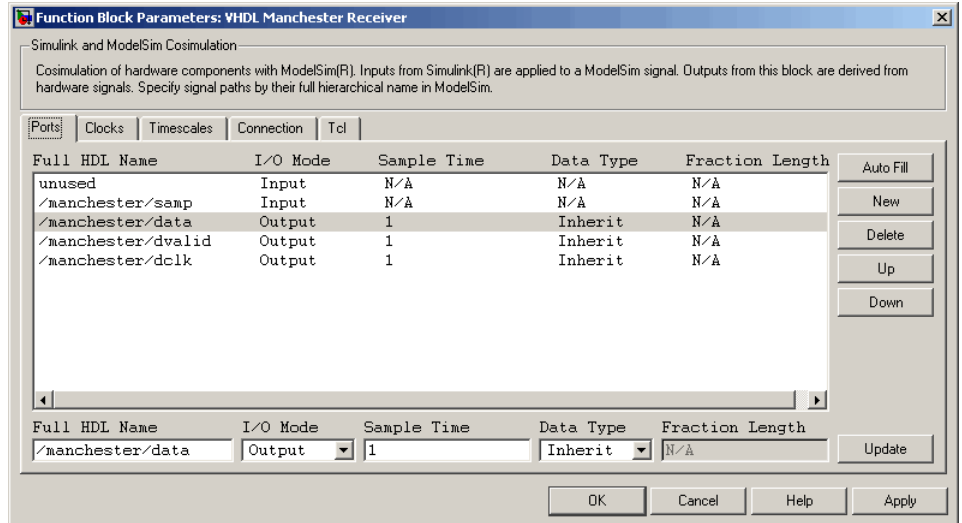 Function Block Parameters: VHDL Manchester Receiver
Simulink and ModelSim Cosimulation
Cosimulation of hardware components with ModelSim(R). Inputs from Simulink(R) are applied to a ModelSim signal. Outputs from this block are derived from
hardware signals. Specify signal paths by their full hierarchical name in ModelSim.
Ports Clocks Timescales Connection Tcl
Full HDL Name I/O Mode Sample Time Data Type Fraction Length
unused Input N/A N/A N/A
/manchester/samp Input N/A N/A N/A
/manchester/data Output 1 Inherit N/A
/manchester/dvalid Output 1 Inherit N/A
/manchester/dclk Output 1 Inherit N/A
Auto Fill
New
Delete
Up
Down
Full HDL Name I/O Mode Sample Time Data Type Fraction Length
/manchester/data Output 1 Inherit N/A Update
OK Cancel Help Apply